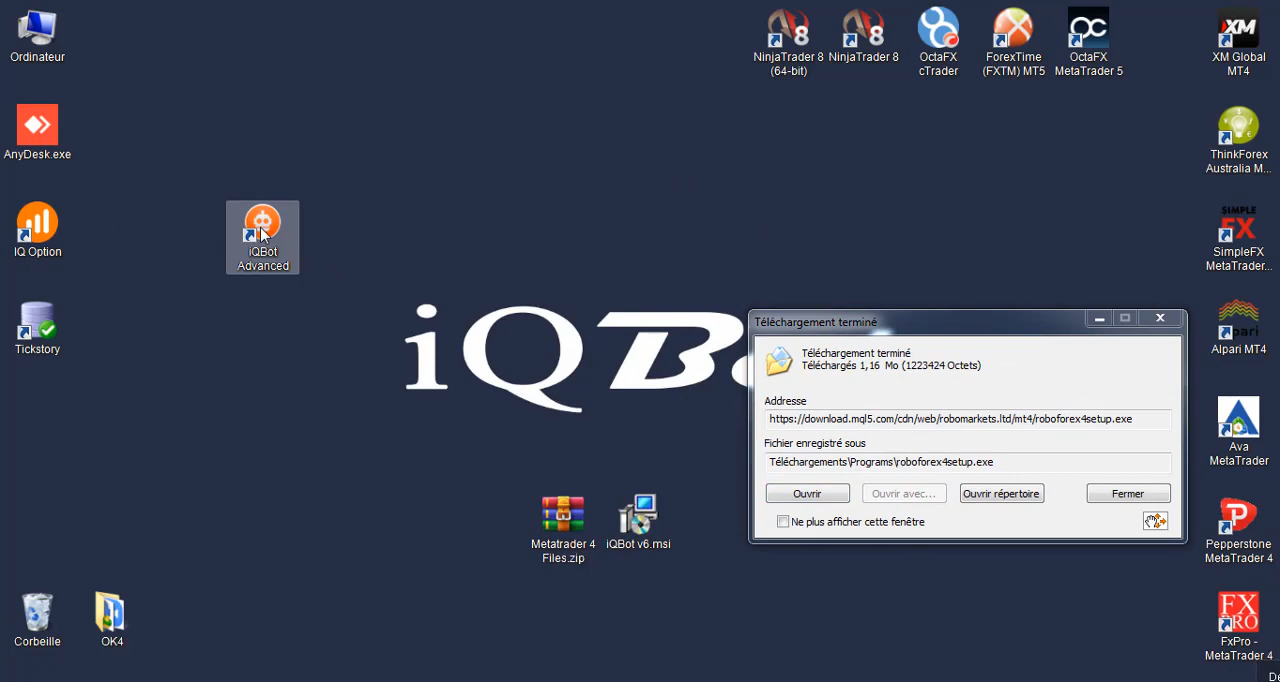 Ordinateur
NinjaTrader 8
(64-bit)
NinjaTrader 8
OctaFX
cTrader
ForexTime
(FXTM) MT5
OctaFX
MetaTrader 5
XM Global
MT4
AnyDesk.exe
ThinkForex
Australia M...
IQ Option
iQBot
Advanced
SIMPLE
FX
SimpleFX
MetaTrader...
Tickstory
Alpari
Alpari MT4
iQB
Téléchargement terminé
Téléchargement terminé
Téléchargés 1,16 Mo (1223424 Octets)
Addresse
https://download.mql5.com/cdn/web/robomarkets.ltd/mt4/roboforex4setup.exe
Fichier enregistré sous
Téléchargements\Programs\roboforex4setup.exe
Ouvrir
Ouvrir avec...
Ouvrir répertoire
Fermer
Ne plus afficher cette fenêtre
Ava
MetaTrader
Metatrader 4
Files.zip
iQBot v6.msi
Pepperstone
MetaTrader 4
Corbeille
OK4
FX
PRO
FxPro -
MetaTrader 4